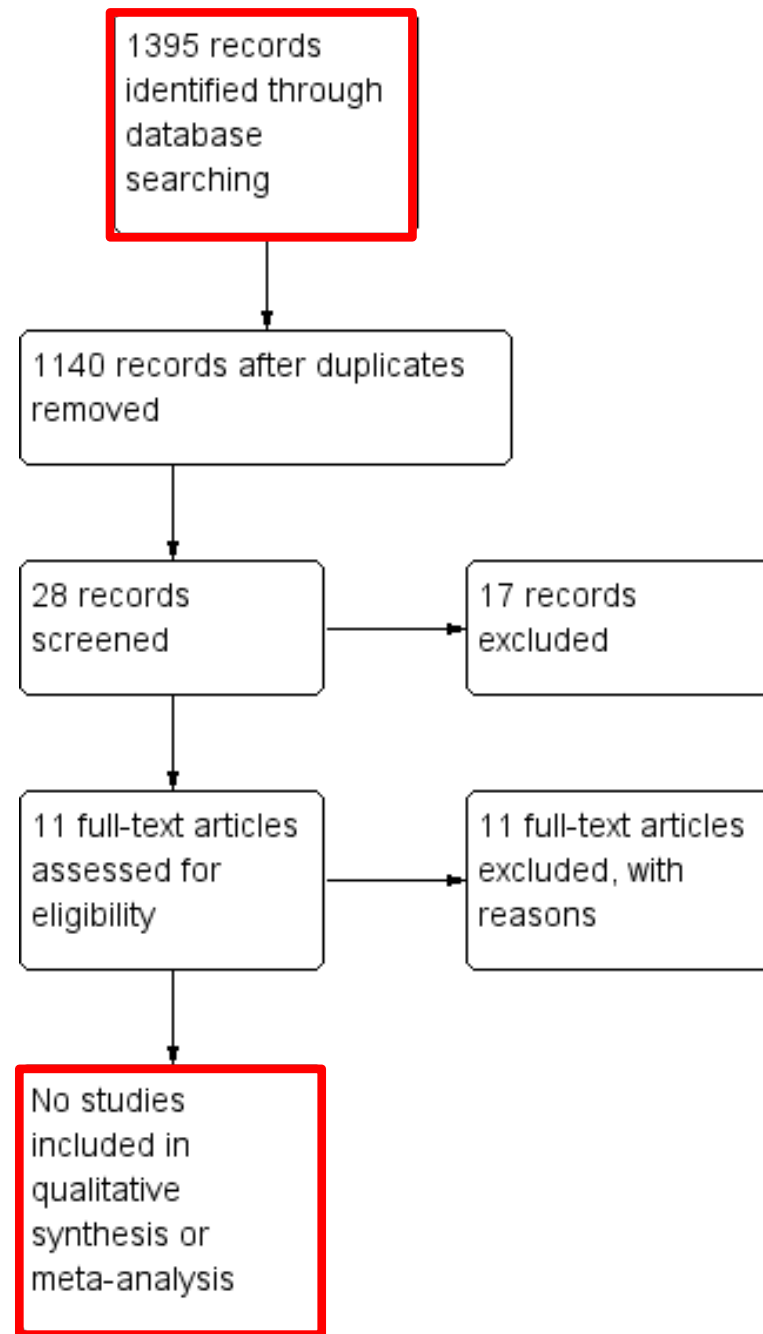 1395 records
identified through
database
searching
1140 records after duplicates
removed
28 records
screened
17 records
excluded
11 full-text articles
assessed for
eligibility
11 full-text articles
excluded, with
reasons
No studies
included in
qualitative
synthesis or
meta-analysis